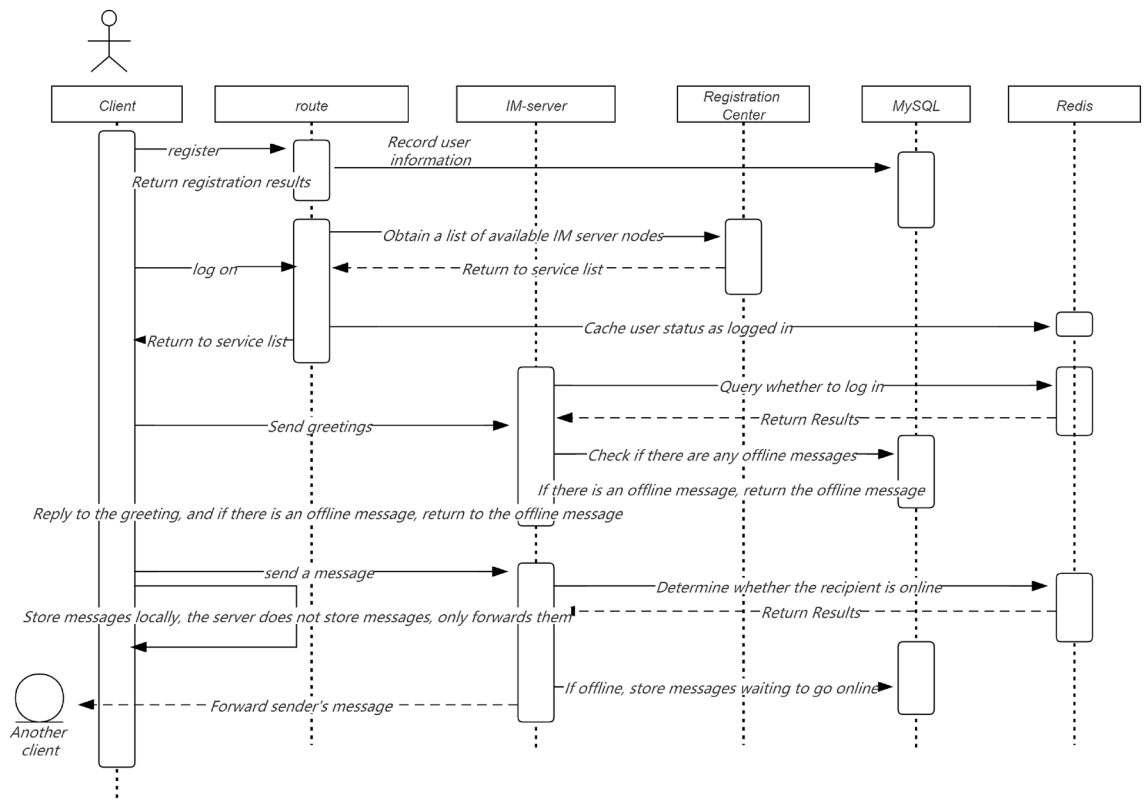 Client
route
IM-server
Registration
Center
MySQL
Redis
register
Record user
information
Return registration results
Obtain a list of available IM server nodes
log on
Return to service list
Cache user status as logged in
Return to service list
Query whether to log in
Return Results
Send greetings
Check if there are any offline messages
If there is an offline message, return the offline message
Reply to the greeting, and if there is an offline message, return to the offline message
send a message
Determine whether the recipient is online
Return Results
Store messages locally, the server does not store messages, only forwards them
If offline, store messages waiting to go online
Forward sender's message
Another
client